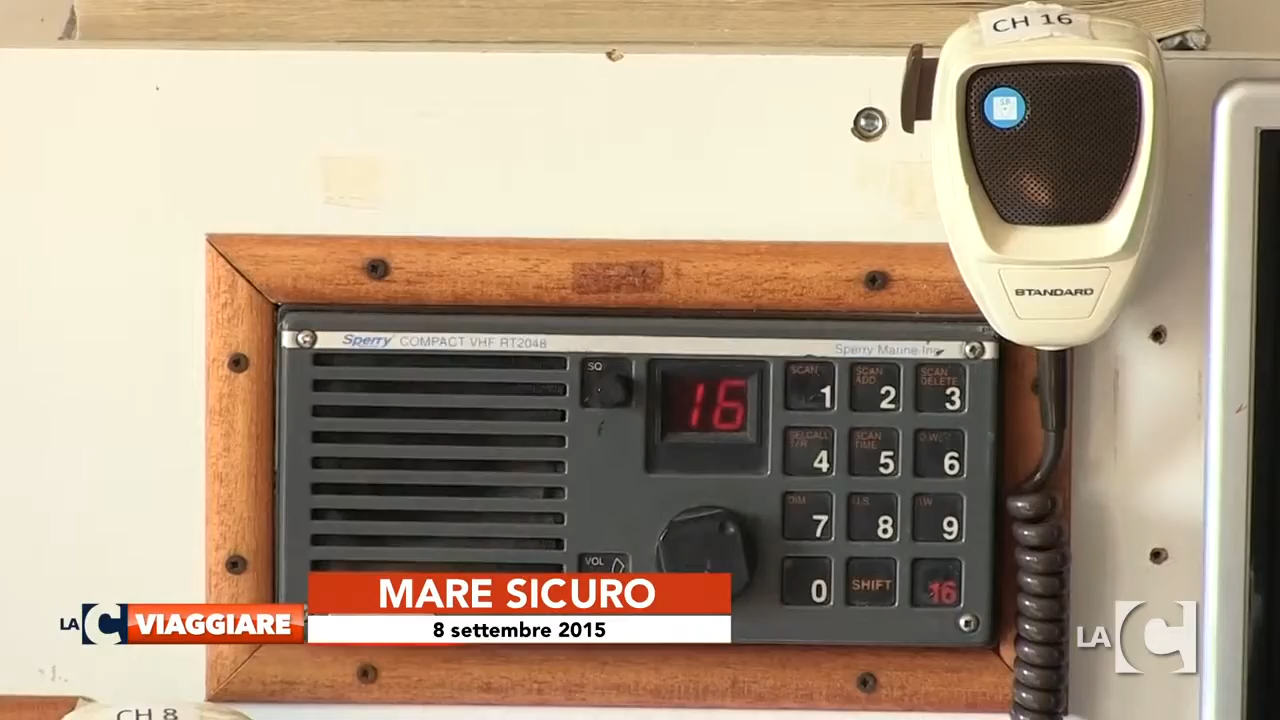 CH 16
STANDARD
Sperry COMPACT VHF RT2048
Sperry Marine Inc
SQ
16
SCAN
1
SCAN
ADD
2
SCAN
DELETE
3
SELCALL
4
SCAN
TIME
5
D.W.
6
DIM
7
U.S.
8
9
VOL
0
SHIFT
16
MARE SICURO
LA C VIAGGIARE
8 settembre 2015
LA C
CH 8